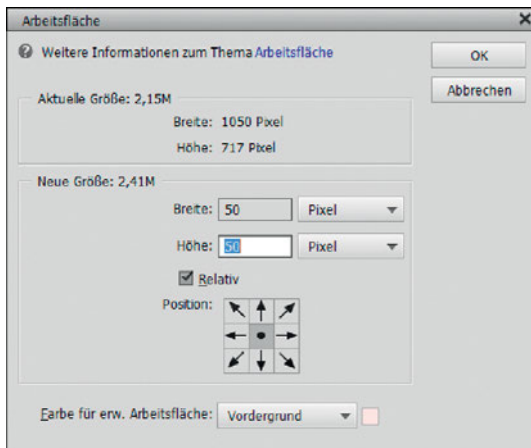 Arbeitsfläche
Weitere Informationen zum Thema Arbeitsfläche
OK
Abbrechen
Aktuelle Größe: 2,15M
Breite: 1050 Pixel
Höhe: 717 Pixel
Neue Größe: 2,41M
Breite: 50 Pixel
Höhe: 50 Pixel
Relativ
Position:
Farbe für erw. Arbeitsfläche: Vordergrund